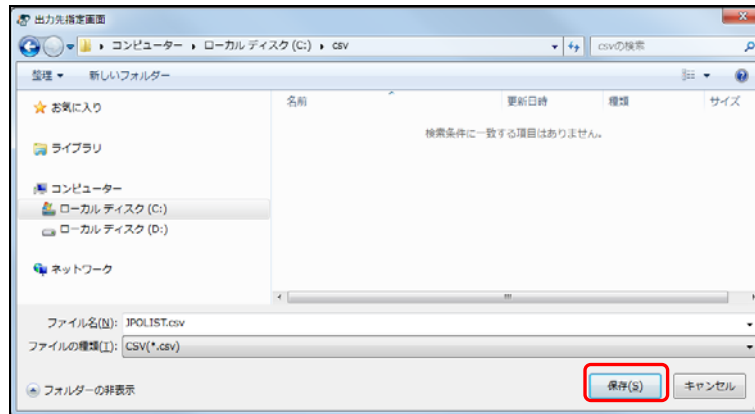 出力先指定画面
コンピューター ローカル ディスク (C:) csv
csvの検索
整理 新しいフォルダー
名前 更新日時 種類 サイズ
検索条件に一致する項目はありません。
お気に入り
ライブラリ
コンピューター
ローカル ディスク (C:)
ローカル ディスク (D:)
ネットワーク
ファイル名(N): JPOLIST.csv
ファイルの種類(T): CSV(*.csv)
フォルダーの非表示
保存(S) キャンセル